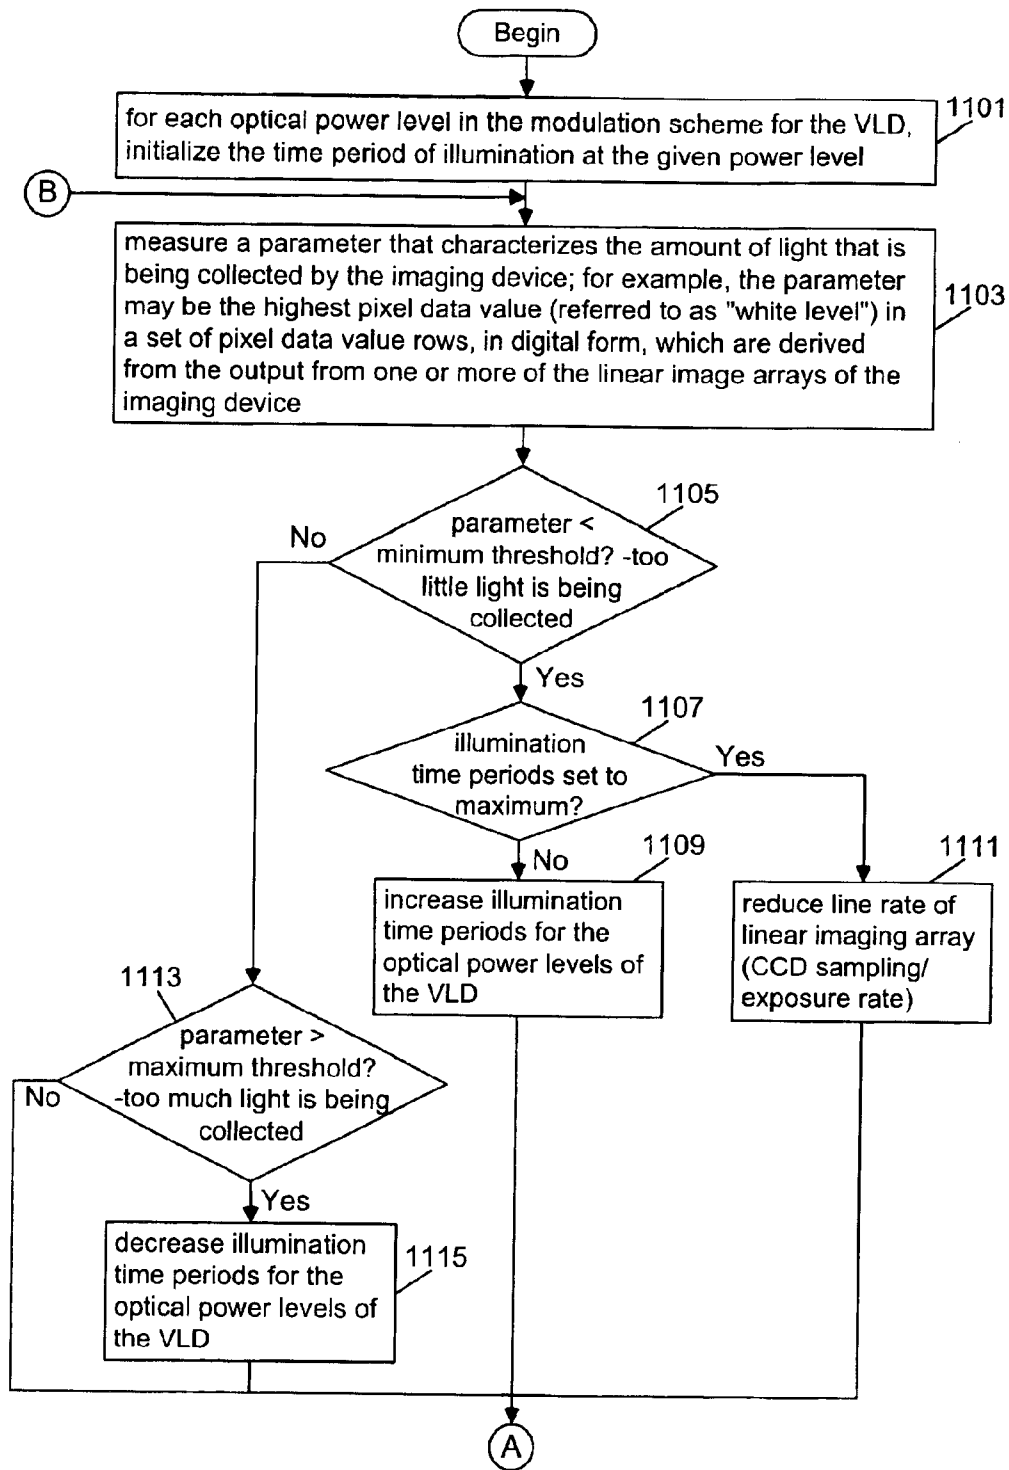 Begin
1101
for each optical power level in the modulation scheme for the VLD,
initialize the time period of illumination at the given power level
B
measure a parameter that characterizes the amount of light that is
being collected by the imaging device; for example, the parameter
may be the highest pixel data value (referred to as "white level") in
a set of pixel data value rows, in digital form, which are derived
from the output from one or more of the linear image arrays of the
imaging device
1103
1105
No
parameter <
minimum threshold? -too
little light is being
collected
Yes
1107
illumination
time periods set to
maximum?
Yes
No
1109
1111
increase illumination
time periods for the
optical power levels of
the VLD
reduce line rate of
linear imaging array
(CCD sampling/
exposure rate)
1113
parameter >
maximum threshold?
-too much light is being
collected
No
Yes
decrease illumination
time periods for the
optical power levels of
the VLD
1115
A